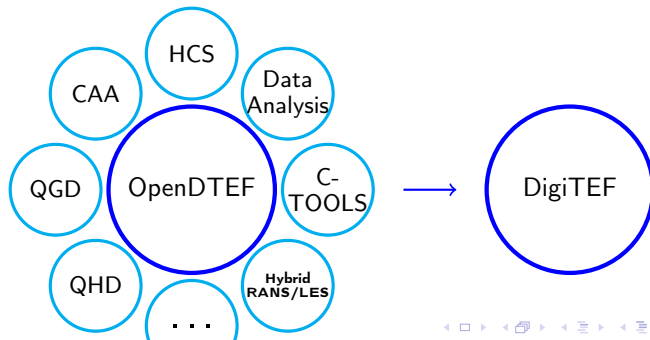 HCS
CAA
Data
Analysis
QGD
OpenDTEF
C-
TOOLS
DigiTEF
QHD
Hybrid
RANS/LES
...